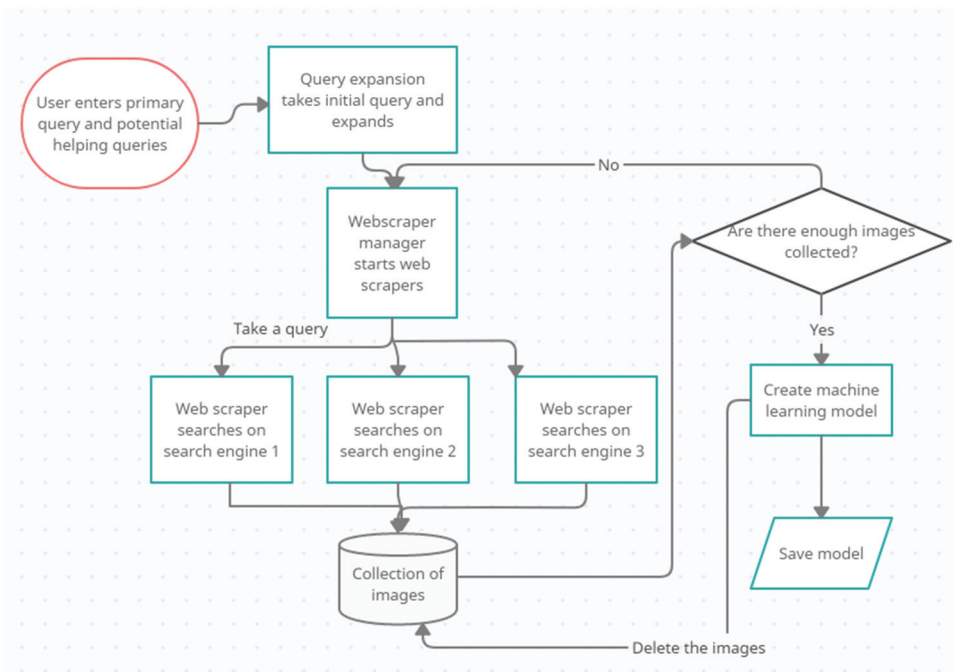 User enters primary
query and potential
helping queries
Query expansion
takes initial query and
expands
No
Webscraper
manager
starts web
scrapers
Are there enough images
collected?
Take a query
Yes
Web scraper
searches on
search engine 1
Web scraper
searches on
search engine 2
Web scraper
searches on
search engine 3
Create machine
learning model
Collection of
images
Save model
Delete the images